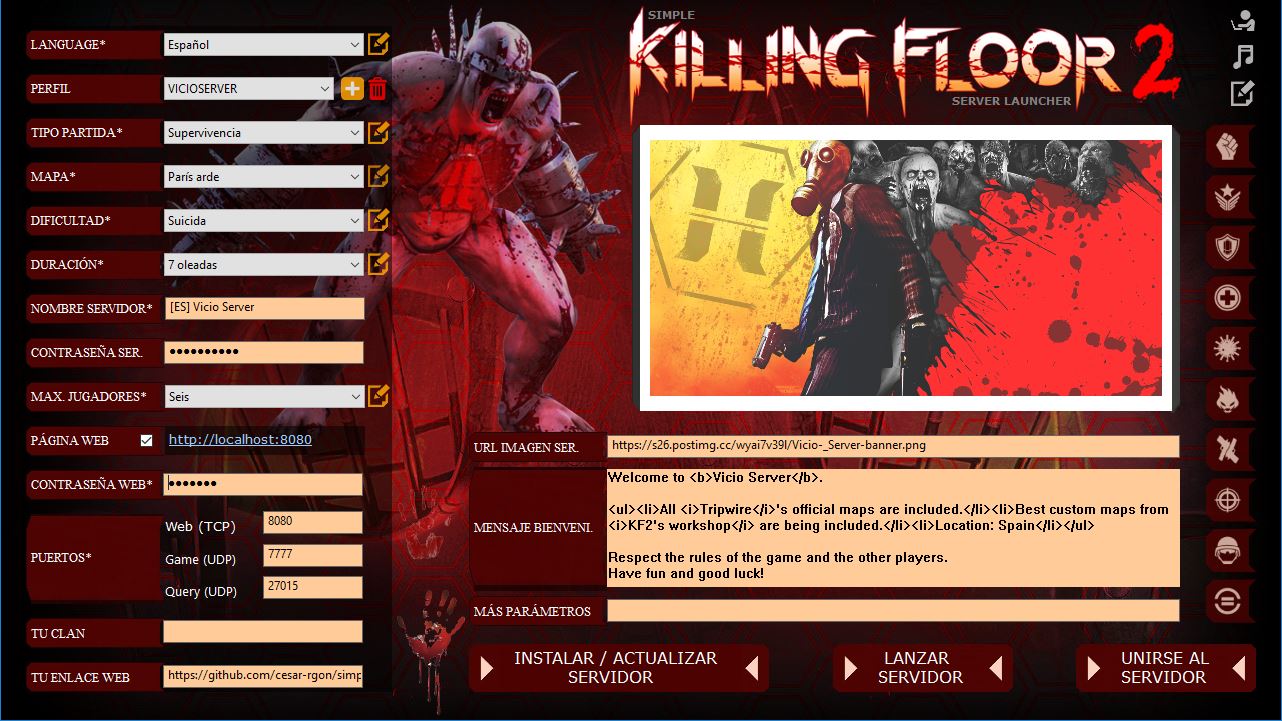 SIMPLE
KILLING FLOOR 2
SERVER LAUNCHER
LANGUAGE* Español
PERFIL VICIOSERVER
TIPO PARTIDA* Supervivencia
MAPA* París arde
DIFICULTAD* Suicida
DURACIÓN* 7 oleadas
NOMBRE SERVIDOR* [ES] Vicio Server
CONTRASEÑA SER. ●●●●●●●●●●
MAX. JUGADORES* Seis
PÁGINA WEB http://localhost:8080
CONTRASEÑA WEB* ●●●●●●●
PUERTOS*
Web (TCP) 8080
Game (UDP) 7777
Query (UDP) 27015
TU CLAN
TU ENLACE WEB https://github.com/cesar-rgon/simp
URL IMAGEN SER. https://s26.postimg.cc/wyai7v39l/Vicio-_Server-banner.png
MENSAJE BIENVENI.
Welcome to <b>Vicio Server</b>.
<ul><li>All <i>Tripwire</i>'s official maps are included.</li><li>Best custom maps from
<i>KF2's workshop</i> are being included.</li><li>Location: Spain</li></ul>
Respect the rules of the game and the other players.
Have fun and good luck!
MÁS PARÁMETROS
INSTALAR / ACTUALIZAR
SERVIDOR
LANZAR
SERVIDOR
UNIRSE AL
SERVIDOR